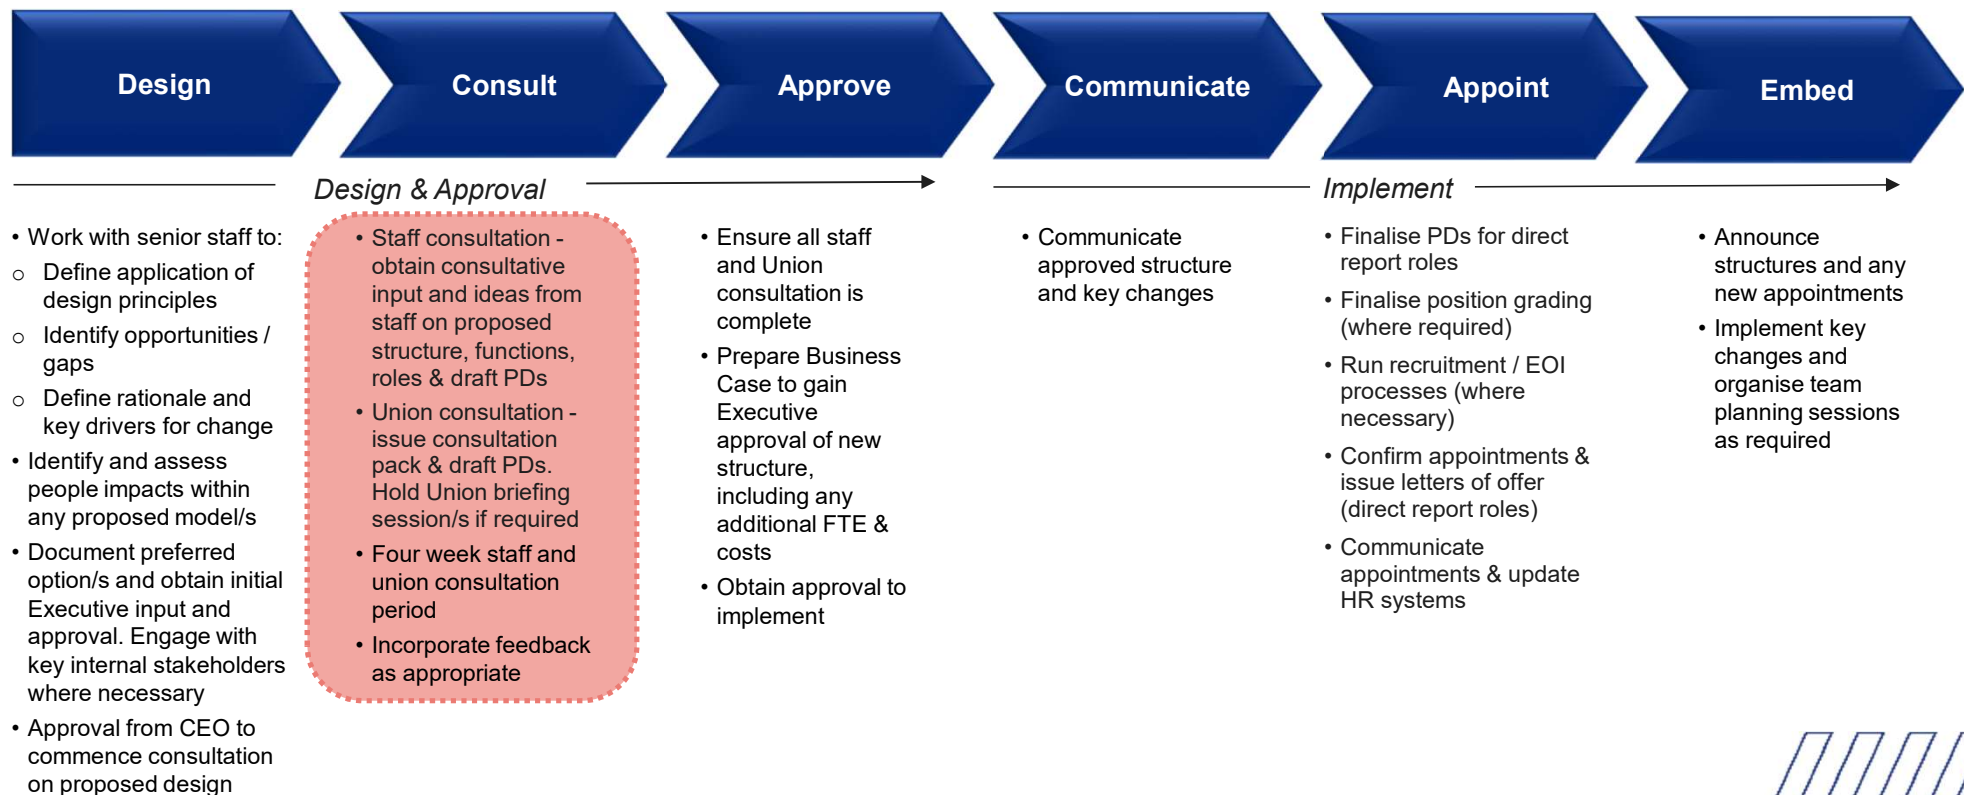 Design
Consult
Approve
Communicate
Appoint
Embed
Design & Approval
Implement
• Work with senior staff to:
o Define application of
design principles
o Identify opportunities /
gaps
o Define rationale and
key drivers for change
• Identify and assess
people impacts within
any proposed model/s
• Document preferred
option/s and obtain initial
Executive input and
approval. Engage with
key internal stakeholders
where necessary
• Approval from CEO to
commence consultation
on proposed design
• Staff consultation -
obtain consultative
input and ideas from
staff on proposed
structure, functions,
roles & draft PDs
• Union consultation -
issue consultation
pack & draft PDs.
Hold Union briefing
session/s if required
• Four week staff and
union consultation
period
• Incorporate feedback
as appropriate
• Ensure all staff
and Union
consultation is
complete
• Prepare Business
Case to gain
Executive
approval of new
structure,
including any
additional FTE &
costs
• Obtain approval to
implement
• Communicate
approved structure
and key changes
• Finalise PDs for direct
report roles
• Finalise position grading
(where required)
• Run recruitment / EOI
processes (where
necessary)
• Confirm appointments &
issue letters of offer
(direct report roles)
• Communicate
appointments & update
HR systems
• Announce
structures and any
new appointments
• Implement key
changes and
organise team
planning sessions
as required